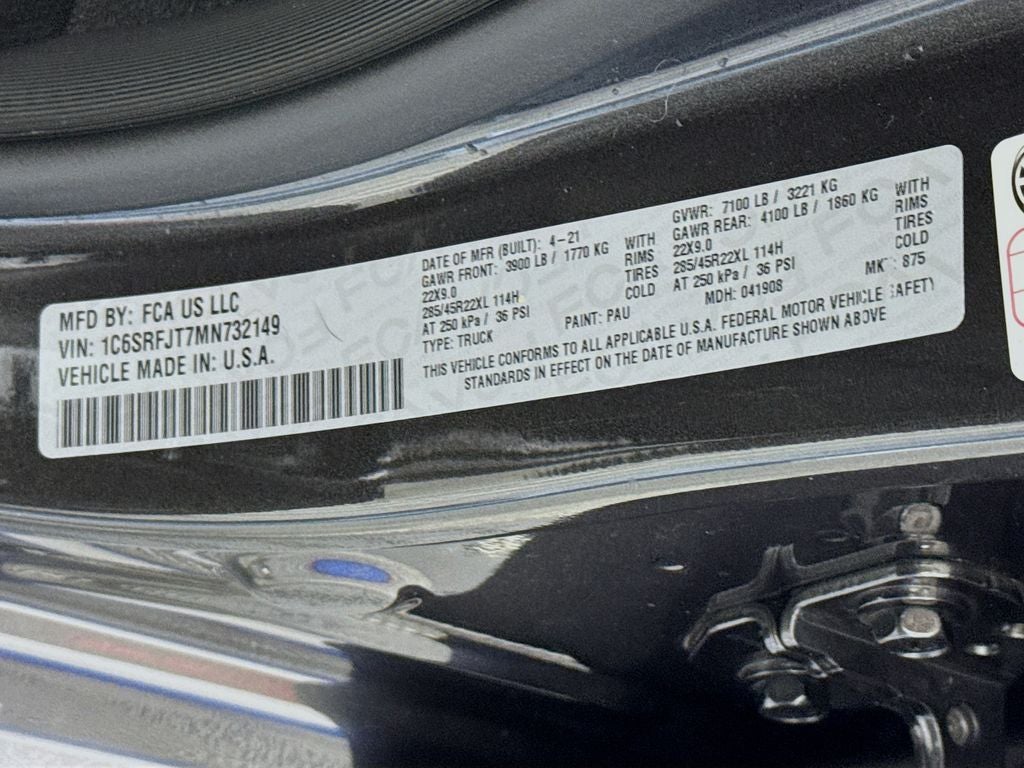 MFD BY: FCA US LLC
VIN: 1C6SRFJT7MN732149
VEHICLE MADE IN: U.S.A.
DATE OF MFR (BUILT): 4-21
GAWR FRONT: 3900 LB / 1770 KG WITH
22X9.0 RIMS
285/45R22XL 114H TIRES
AT 250 kPa / 36 PSI COLD
TYPE: TRUCK PAINT: PAU
GVWR: 7100 LB / 3221 KG
GAWR REAR: 4100 LB / 1860 KG WITH
22X9.0 RIMS
285/45R22XL 114H TIRES
AT 250 kPa / 36 PSI COLD
MDH: 041908 MK : 875
THIS VEHICLE CONFORMS TO ALL APPLICABLE U.S.A. FEDERAL MOTOR VEHICLE SAFETY
STANDARDS IN EFFECT ON THE DATE OF MANUFACTURE SHOWN ABOVE